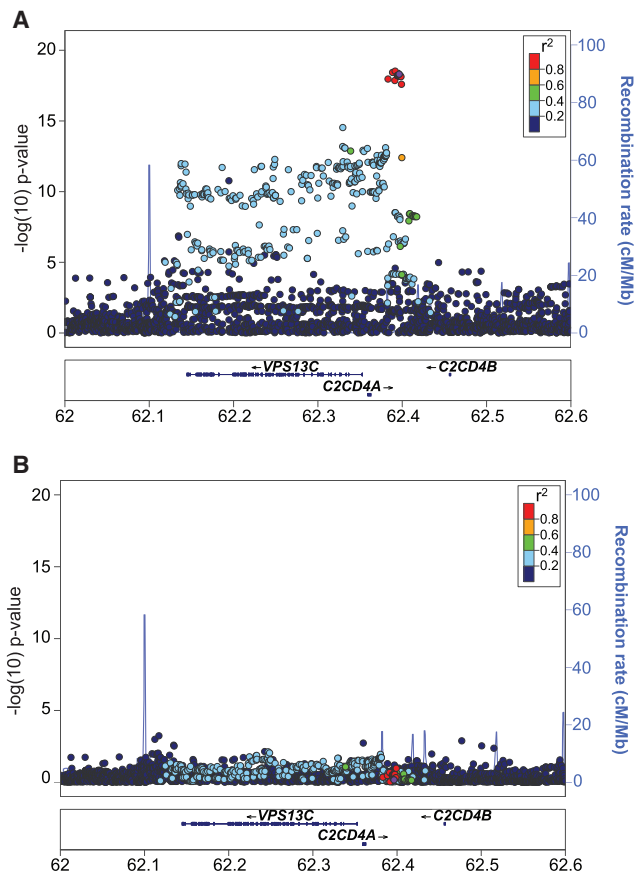 A
20
15
10
5
0
-log(10) p-value
r2
0.8
0.6
0.4
0.2
100
80
60
40
20
0
Recombination rate (cM/Mb)
←VPS13C
←C2CD4B
C2CD4A→
62 62.1 62.2 62.3 62.4 62.5 62.6
B
20
15
10
5
0
-log(10) p-value
r2
0.8
0.6
0.4
0.2
100
80
60
40
20
0
Recombination rate (cM/Mb)
←VPS13C
←C2CD4B
C2CD4A→
62 62.1 62.2 62.3 62.4 62.5 62.6